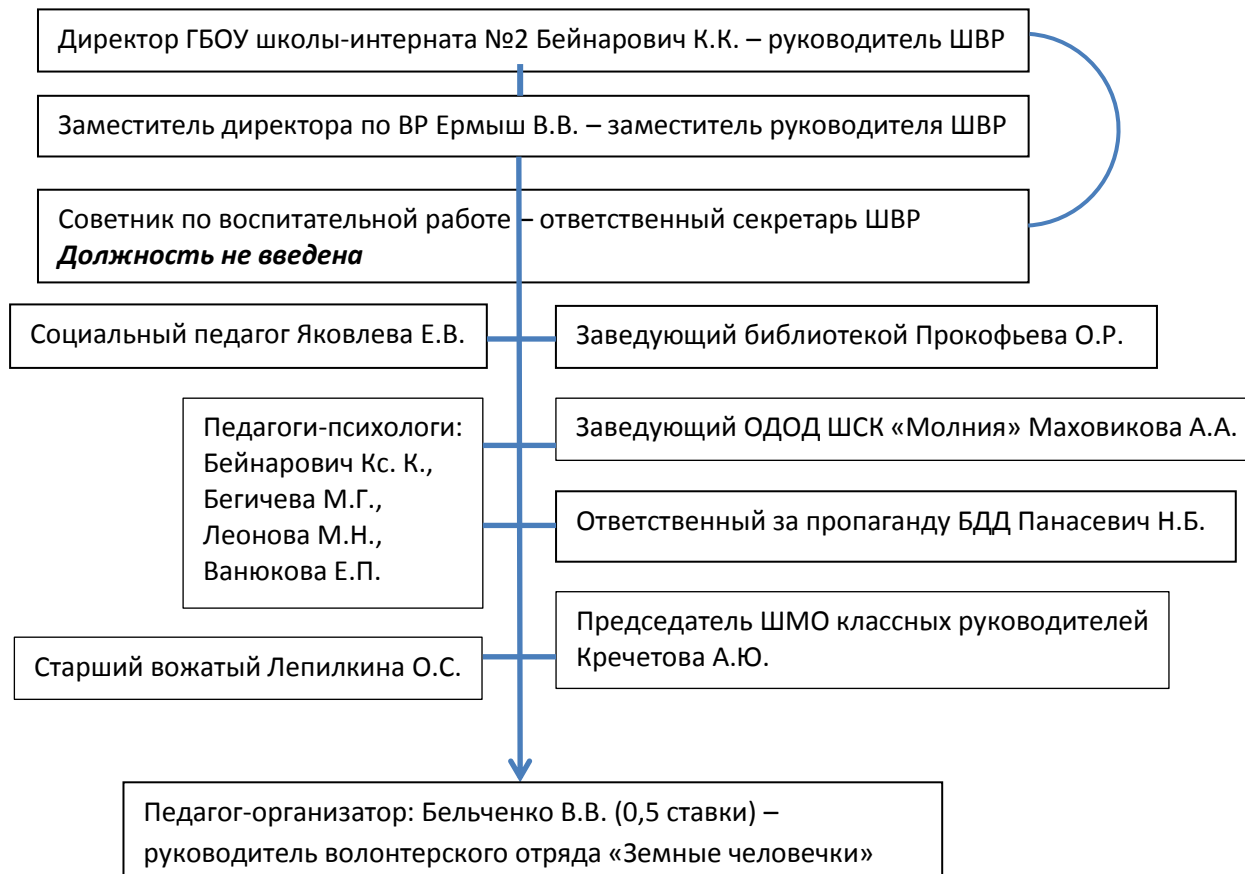 Директор ГБОУ школы-интерната №2 Бейнарович К.К. – руководитель ШВР
Заместитель директора по ВР Ермыш В.В. – заместитель руководителя ШВР
Советник по воспитательной работе – ответственный секретарь ШВР
Должность не введена
Социальный педагог Яковлева Е.В.
Заведующий библиотекой Прокофьева О.Р.
Педагоги-психологи:
Бейнарович Кс. К.,
Бегичева М.Г.,
Леонова М.Н.,
Ванюкова Е.П.
Заведующий ОДОД ШСК «Молния» Маховикова А.А.
Ответственный за пропаганду БДД Панасевич Н.Б.
Старший вожатый Лепилкина О.С.
Председатель ШМО классных руководителей
Кречетова А.Ю.
Педагог-организатор: Бельченко В.В. (0,5 ставки) –
руководитель волонтерского отряда «Земные человечки»